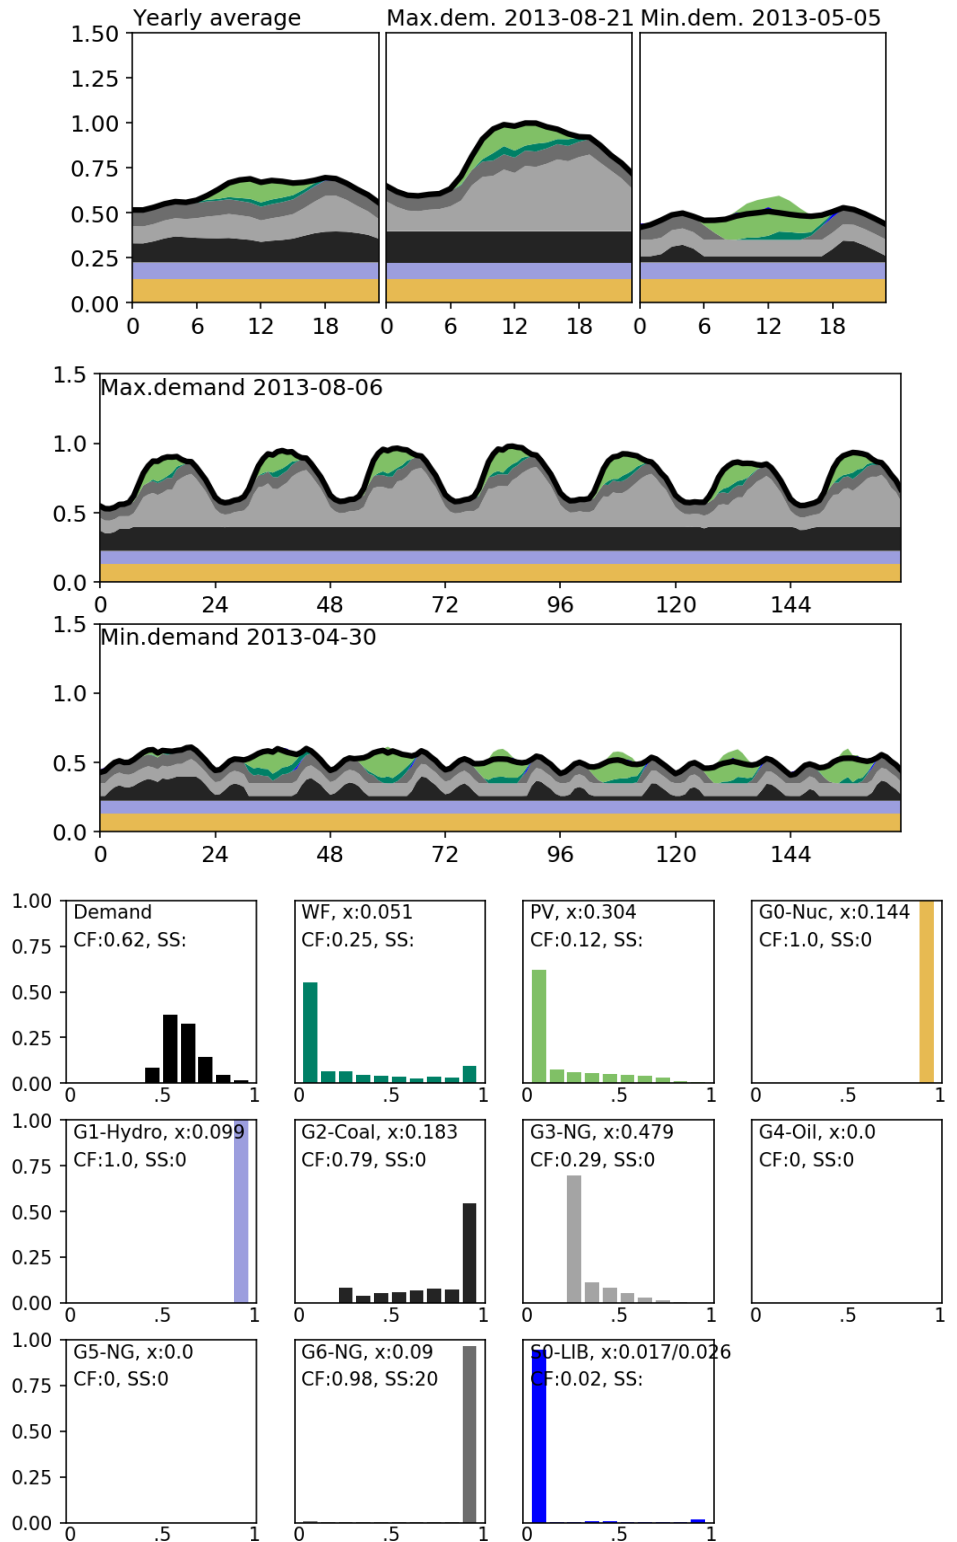 Yearly average
Max.dem. 2013-08-21
Min.dem. 2013-05-05
1.50
1.25
1.00
0.75
0.50
0.25
0.00
0 6 12 18
0 6 12 18
0 6 12 18
Max.demand 2013-08-06
1.5
1.0
0.5
0.0
0 24 48 72 96 120 144
Min.demand 2013-04-30
1.5
1.0
0.5
0.0
0 24 48 72 96 120 144
1.00
0.75
0.50
0.25
0.00
Demand
CF:0.62, SS:
0 .5 1
WF, x:0.051
CF:0.25, SS:
0 .5 1
PV, x:0.304
CF:0.12, SS:
0 .5 1
G0-Nuc, x:0.144
CF:1.0, SS:0
0 .5 1
1.00
0.75
0.50
0.25
0.00
G1-Hydro, x:0.099
CF:1.0, SS:0
0 .5 1
G2-Coal, x:0.183
CF:0.79, SS:0
0 .5 1
G3-NG, x:0.479
CF:0.29, SS:0
0 .5 1
G4-Oil, x:0.0
CF:0, SS:0
0 .5 1
1.00
0.75
0.50
0.25
0.00
G5-NG, x:0.0
CF:0, SS:0
0 .5 1
G6-NG, x:0.09
CF:0.98, SS:20
0 .5 1
S0-LIB, x:0.017/0.026
CF:0.02, SS:
0 .5 1